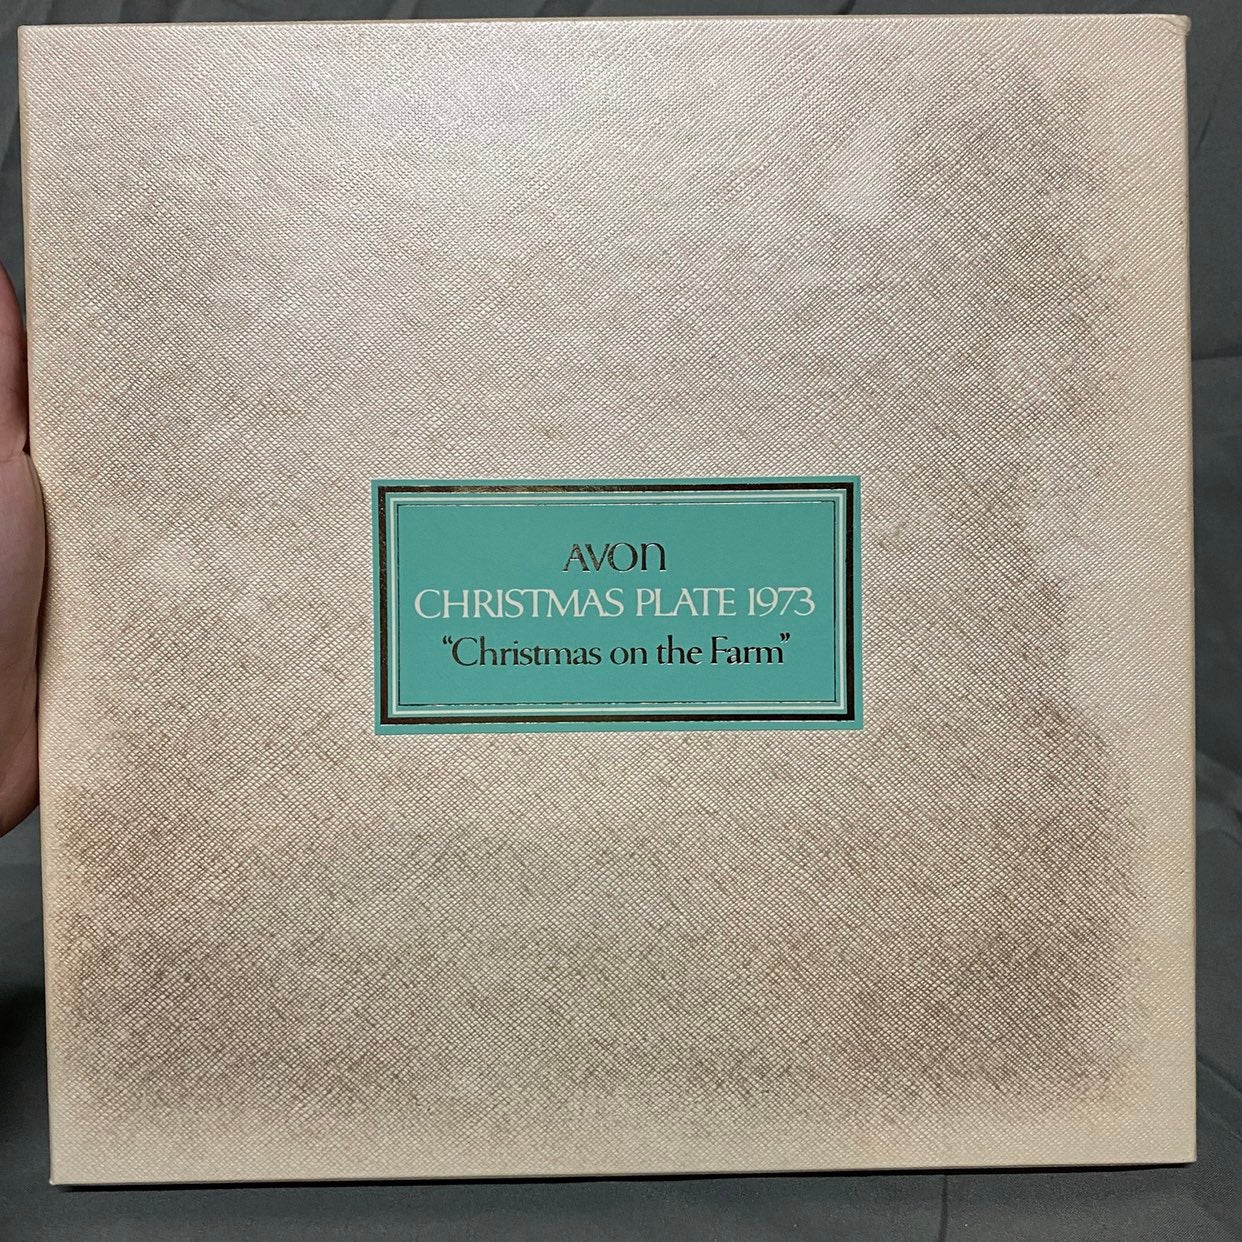 AVON
CHRISTMAS PLATE 1973
“Christmas on the Farm”